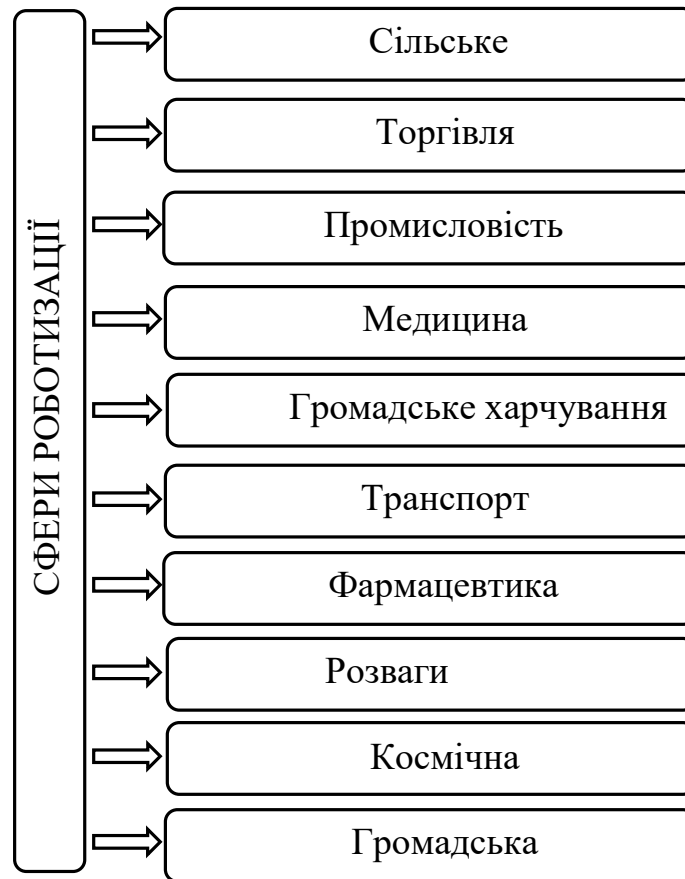 СФЕРИ РОБОТИЗАЦІЇ
Сільське
Торгівля
Промисловість
Медицина
Громадське харчування
Транспорт
Фармацевтика
Розваги
Космічна
Громадська